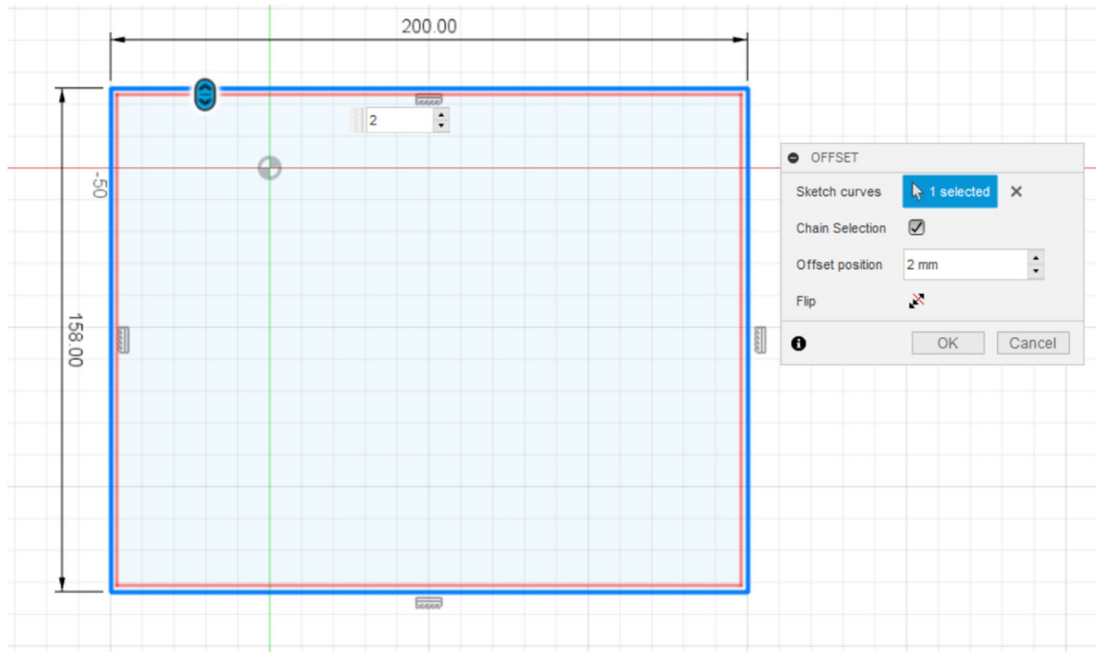 200.00
2
-50
158.00
OFFSET
Sketch curves 1 selected
Chain Selection
Offset position 2 mm
Flip
OK Cancel